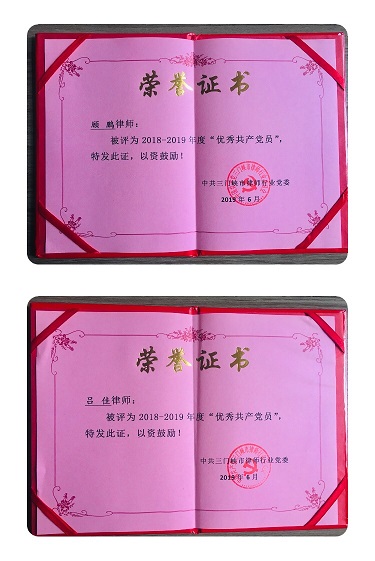 荣誉证书
顾 鹏律师：
被评为2018-2019年度“优秀共产党员”，
特发此证，以资鼓励！
中共三门峡市律师行业党委
2019年6月
荣誉证书
吕 佳律师：
被评为2018-2019年度“优秀共产党员”，
特发此证，以资鼓励！
中共三门峡市律师行业党委
2019年6月